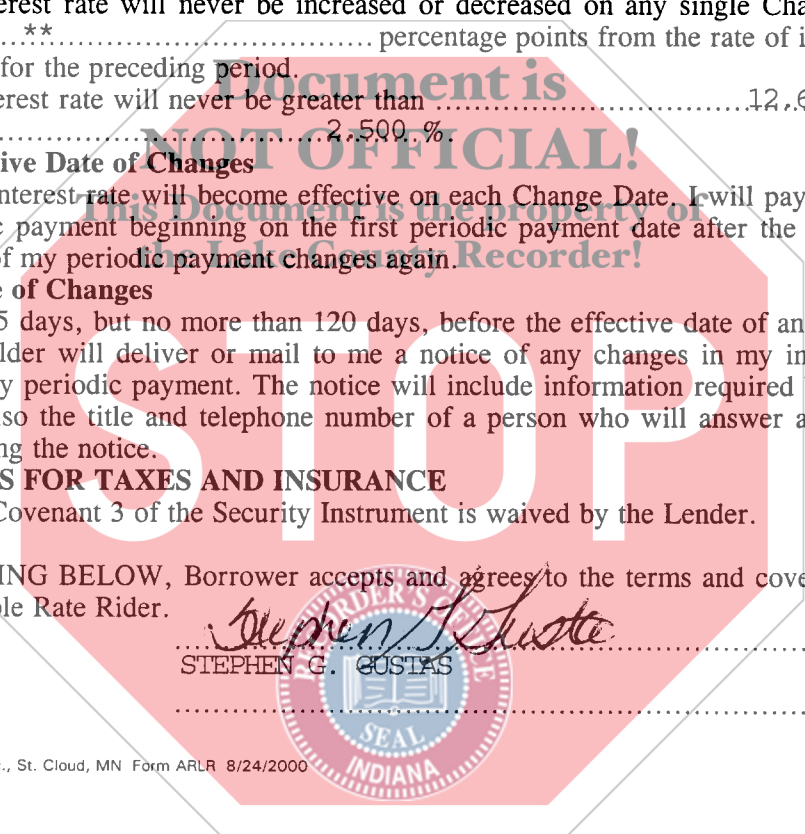 erest rate will never be increased or decreased on any single Cha
...**.................................... percentage points from the rate of i
for the preceding period.
Document is
erest rate will never be greater than .......................................12.6
.......................................2.500..%.
NOT OFFICIAL!
ive Date of Changes
nterest rate will become effective on each Change Date. I will pay
This Document is the property of
c payment beginning on the first periodic payment date after the
the Lake County Recorder!
of my periodic payment changes again.
e of Changes
5 days, but no more than 120 days, before the effective date of an
lder will deliver or mail to me a notice of any changes in my in
y periodic payment. The notice will include information required
lso the title and telephone number of a person who will answer a
ng the notice.
STOP
S FOR TAXES AND INSURANCE
Covenant 3 of the Security Instrument is waived by the Lender.
ING BELOW, Borrower accepts and agrees to the terms and cove
ble Rate Rider.
Stephen G. Gustas
STEPHEN G. GUSTAS
RECORDER'S OFFICE
SEAL
INDIANA
., St. Cloud, MN Form ARLR 8/24/2000